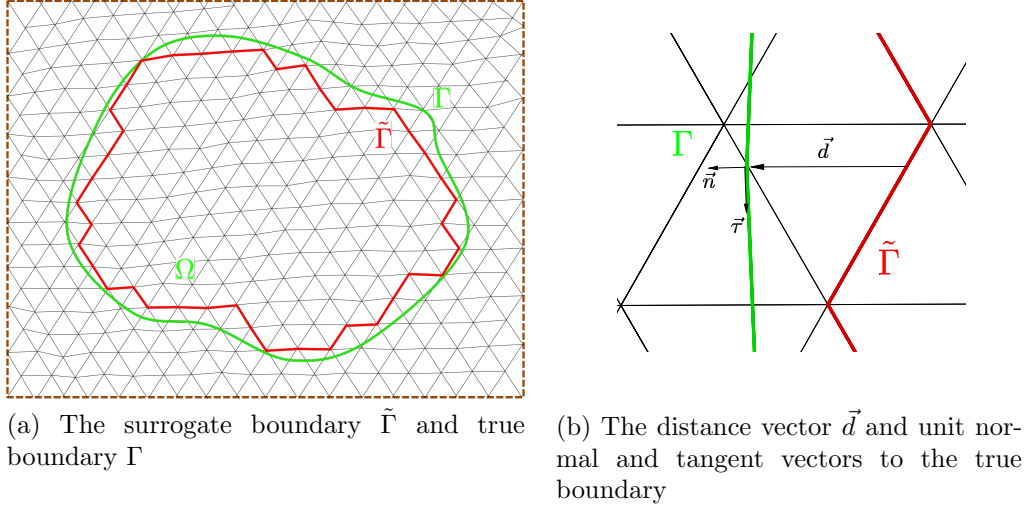 Γ
Γ̃
Ω
Γ
d⃗
n⃗
τ⃗
Γ̃
(a) The surrogate boundary Γ̃ and true
boundary Γ
(b) The distance vector d⃗ and unit nor-
mal and tangent vectors to the true
boundary